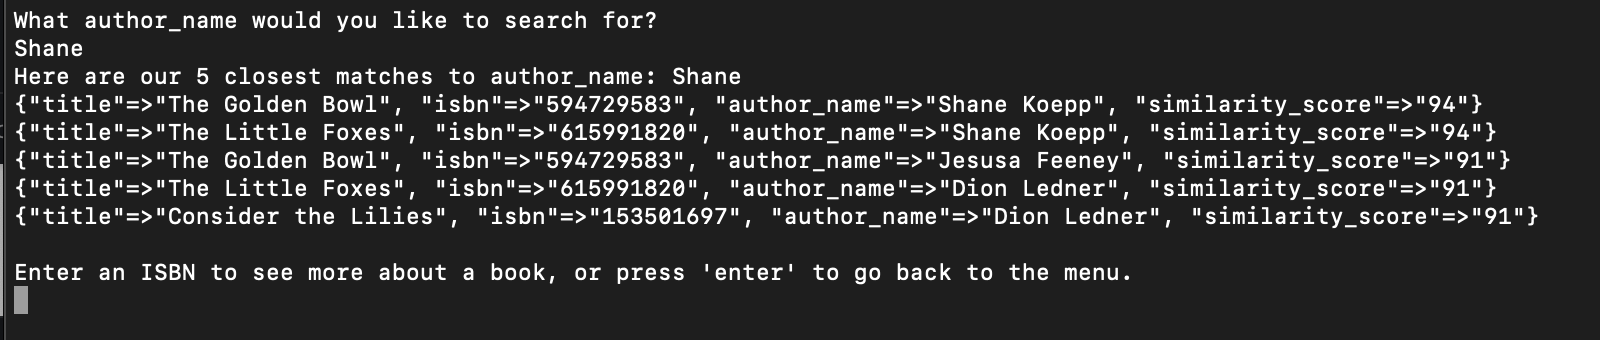 What author_name would you like to search for?
Shane
Here are our 5 closest matches to author_name: Shane
{"title"=>"The Golden Bowl", "isbn"=>"594729583", "author_name"=>"Shane Koepp", "similarity_score"=>"94"}
{"title"=>"The Little Foxes", "isbn"=>"615991820", "author_name"=>"Shane Koepp", "similarity_score"=>"94"}
{"title"=>"The Golden Bowl", "isbn"=>"594729583", "author_name"=>"Jesusa Feeney", "similarity_score"=>"91"}
{"title"=>"The Little Foxes", "isbn"=>"615991820", "author_name"=>"Dion Ledner", "similarity_score"=>"91"}
{"title"=>"Consider the Lilies", "isbn"=>"153501697", "author_name"=>"Dion Ledner", "similarity_score"=>"91"}
Enter an ISBN to see more about a book, or press 'enter' to go back to the menu.